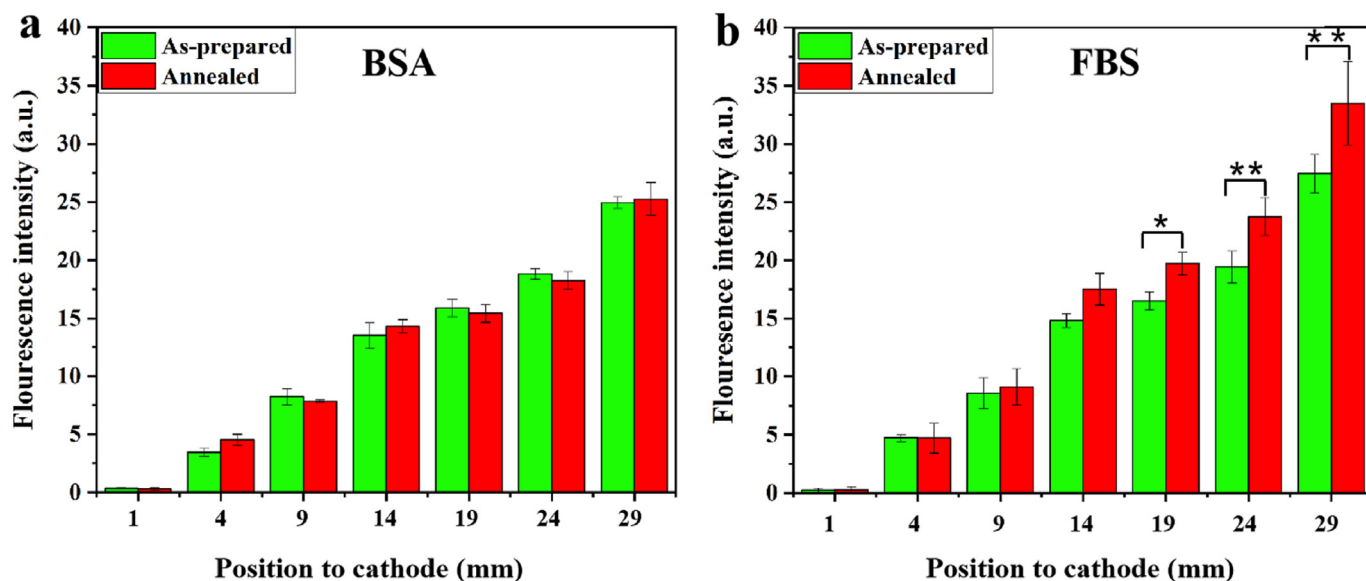 a
Flourescence intensity (a.u.)
40
35
30
25
20
15
10
5
0
As-prepared
Annealed
BSA
1 4 9 14 19 24 29
Position to cathode (mm)
b
Flouresence intensity (a.u.)
40
35
30
25
20
15
10
5
0
As-prepared
Annealed
FBS
*
**
**
1 4 9 14 19 24 29
Position to cathode (mm)